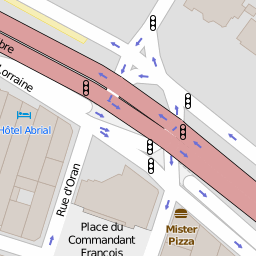 bre
Lorraine
Hôtel Abrial
Rue d'Oran
Mister
Pizza
Place du
Commandant
François